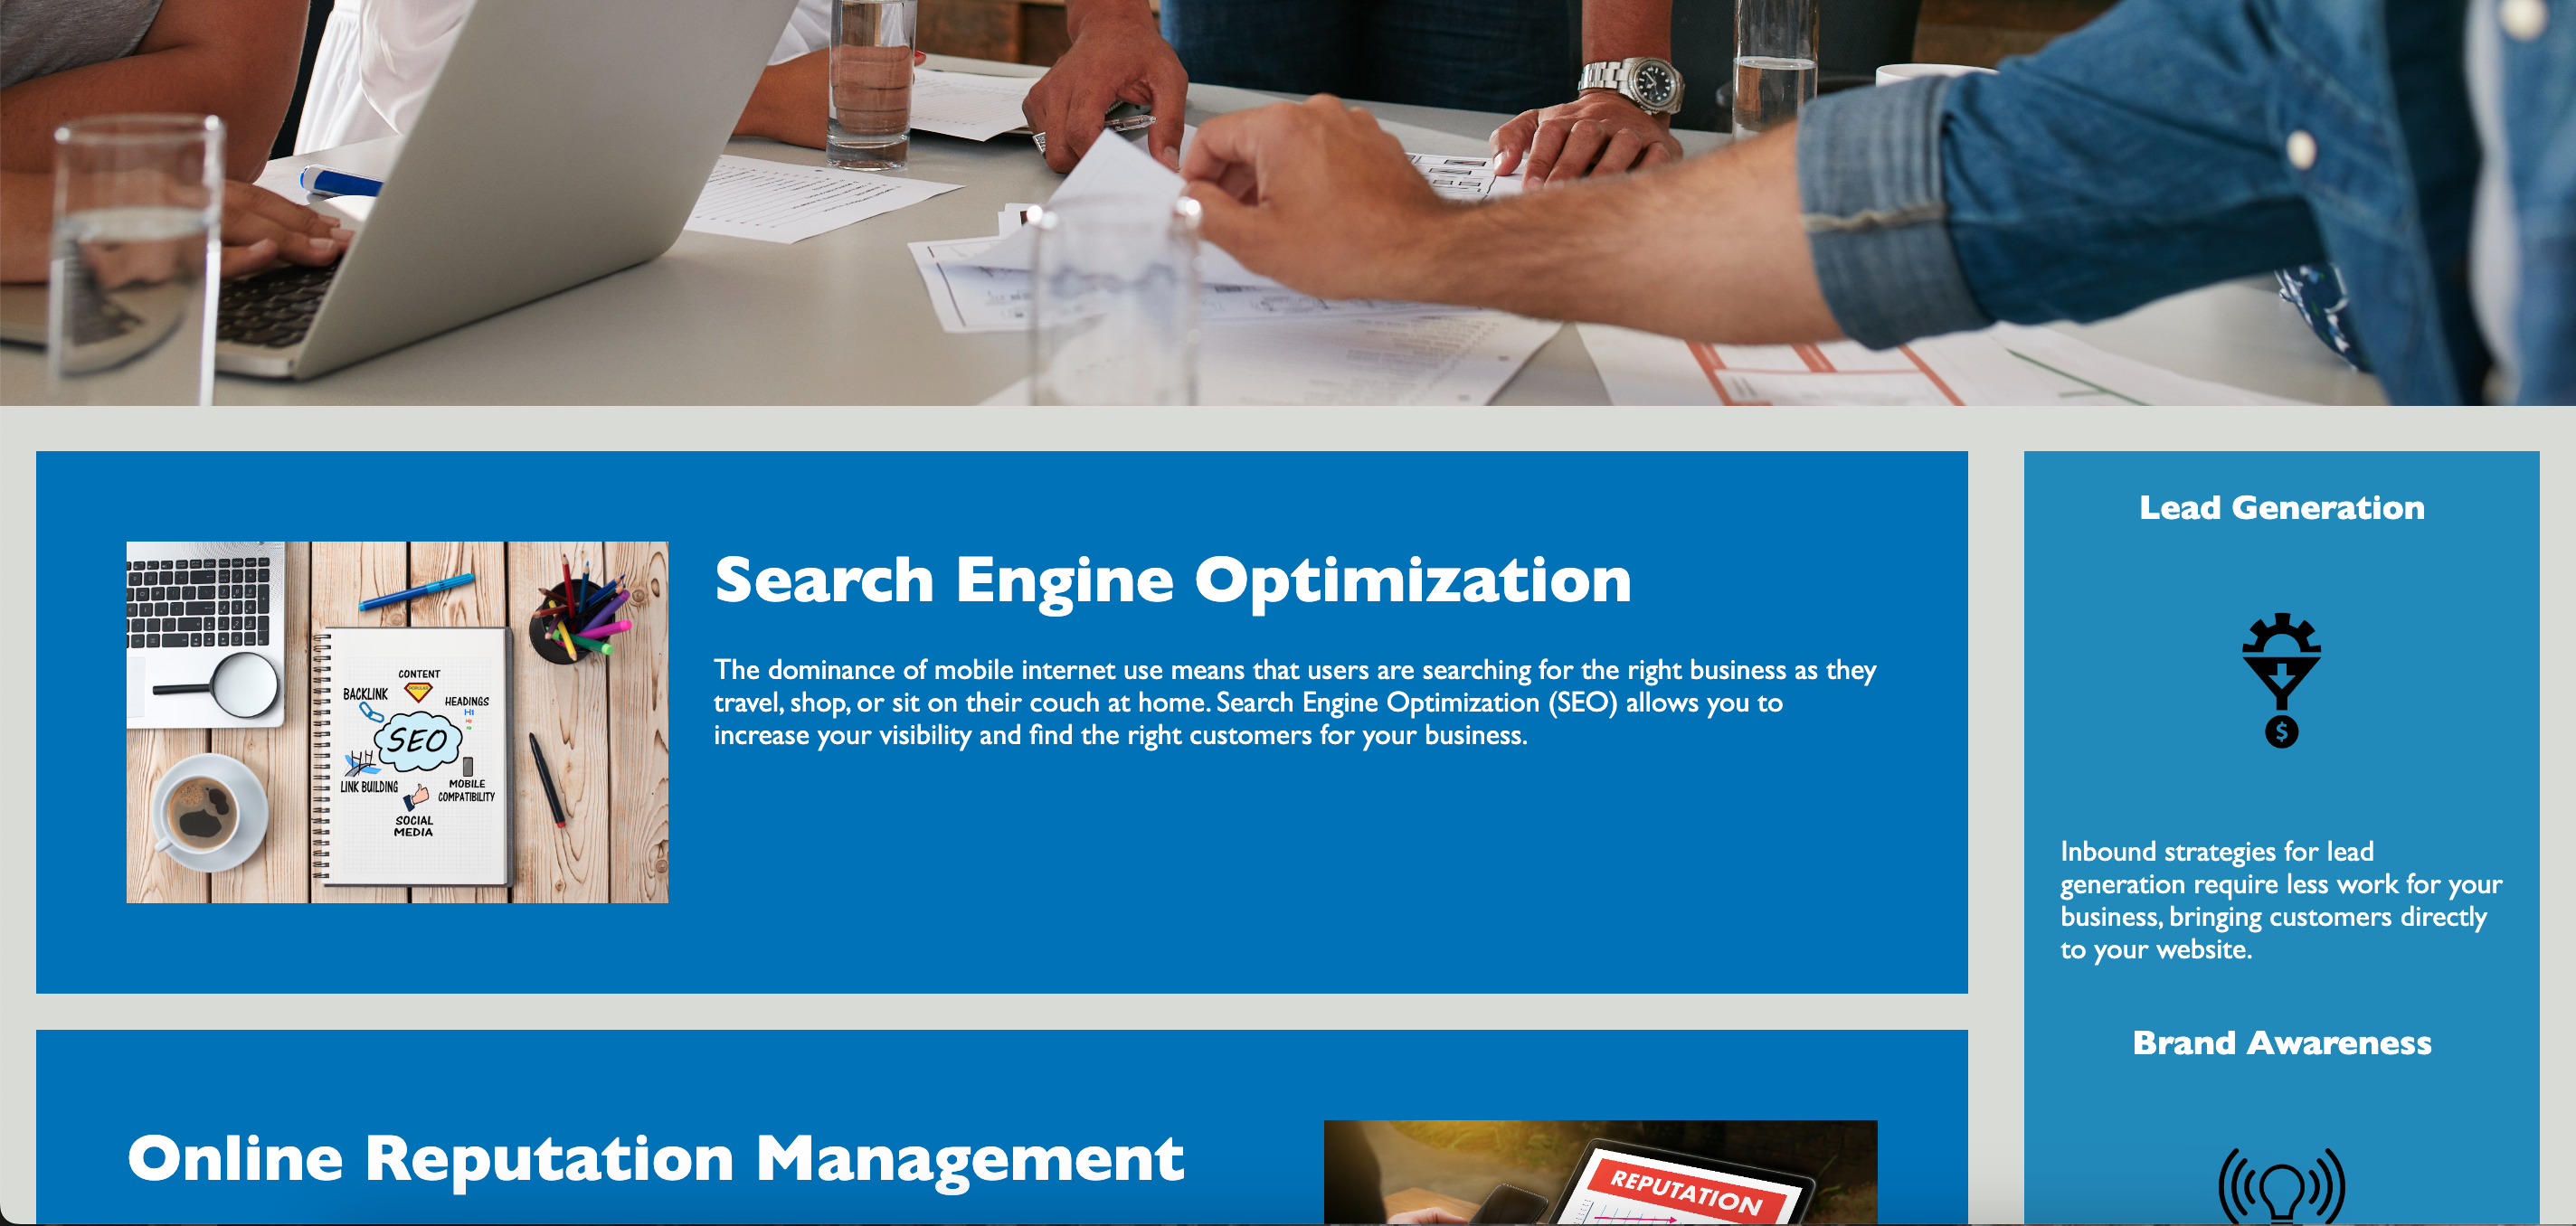 Search Engine Optimization
The dominance of mobile internet use means that users are searching for the right business as they
travel, shop, or sit on their couch at home. Search Engine Optimization (SEO) allows you to
increase your visibility and find the right customers for your business.
CONTENT
BACKLINK
HEADINGS
H1
SEO
LINK BUILDING
MOBILE
COMPATIBILITY
SOCIAL
MEDIA
Online Reputation Management
REPUTATION
Lead Generation
$
Inbound strategies for lead
generation require less work for your
business, bringing customers directly
to your website.
Brand Awareness